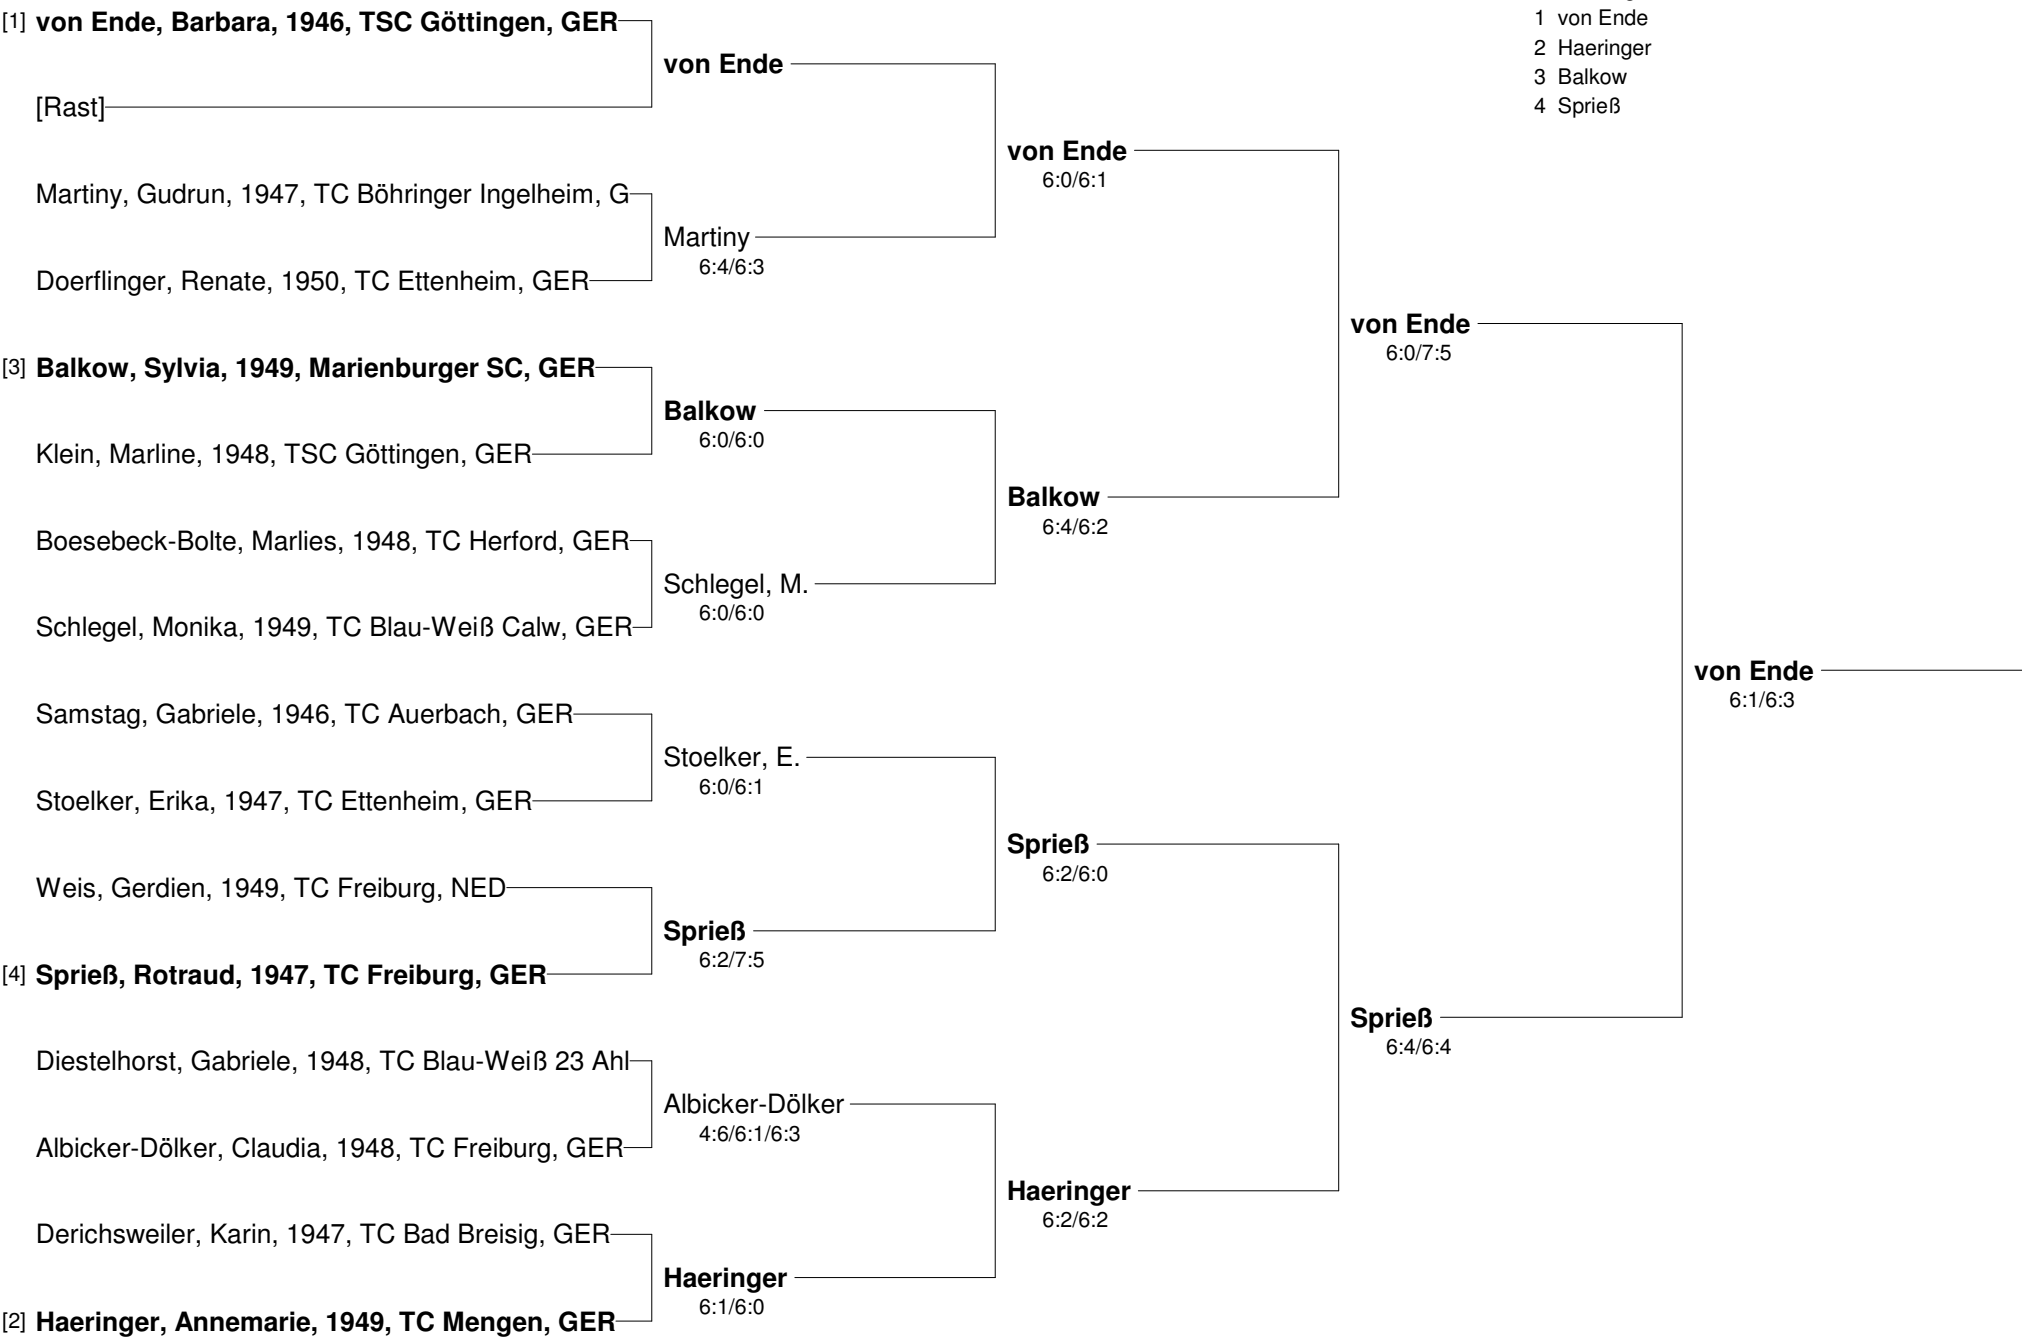 [1] von Ende, Barbara, 1946, TSC Göttingen, GER
[Rast]
Martiny, Gudrun, 1947, TC Böhringer Ingelheim, G
Doerflinger, Renate, 1950, TC Ettenheim, GER
[3] Balkow, Sylvia, 1949, Marienburger SC, GER
Klein, Marline, 1948, TSC Göttingen, GER
Boesebeck-Bolte, Marlies, 1948, TC Herford, GER
Schlegel, Monika, 1949, TC Blau-Weiß Calw, GER
Samstag, Gabriele, 1946, TC Auerbach, GER
Stoelker, Erika, 1947, TC Ettenheim, GER
Weis, Gerdien, 1949, TC Freiburg, NED
[4] Sprieß, Rotraud, 1947, TC Freiburg, GER
Diestelhorst, Gabriele, 1948, TC Blau-Weiß 23 Ahl
Albicker-Dölker, Claudia, 1948, TC Freiburg, GER
Derichsweiler, Karin, 1947, TC Bad Breisig, GER
[2] Haeringer, Annemarie, 1949, TC Mengen, GER
von Ende
Martiny
6:4/6:3
Balkow
6:0/6:0
Schlegel, M.
6:0/6:0
Stoelker, E.
6:0/6:1
Sprieß
6:2/7:5
Albicker-Dölker
4:6/6:1/6:3
Haeringer
6:1/6:0
von Ende
6:0/6:1
Balkow
6:4/6:2
Sprieß
6:2/6:0
Haeringer
6:2/6:2
von Ende
6:0/7:5
Sprieß
6:4/6:4
von Ende
6:1/6:3
1 von Ende
2 Haeringer
3 Balkow
4 Sprieß